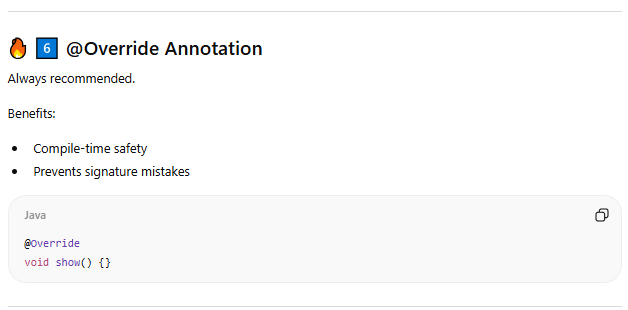 🔥 6 @Override Annotation
Always recommended.
Benefits:
• Compile-time safety
• Prevents signature mistakes
Java
@Override
void show() {}